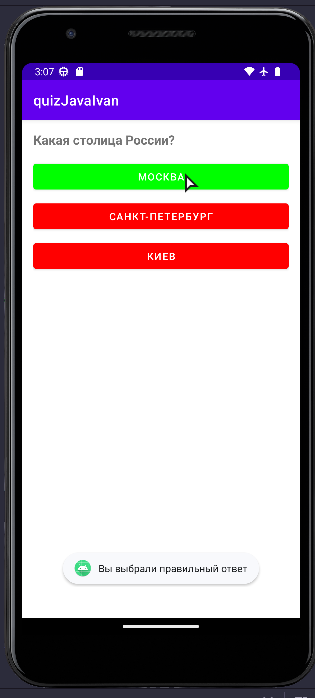 3:07
quizJavaIvan
Какая столица России?
МОСКВА
САНКТ-ПЕТЕРБУРГ
КИЕВ
Вы выбрали правильный ответ